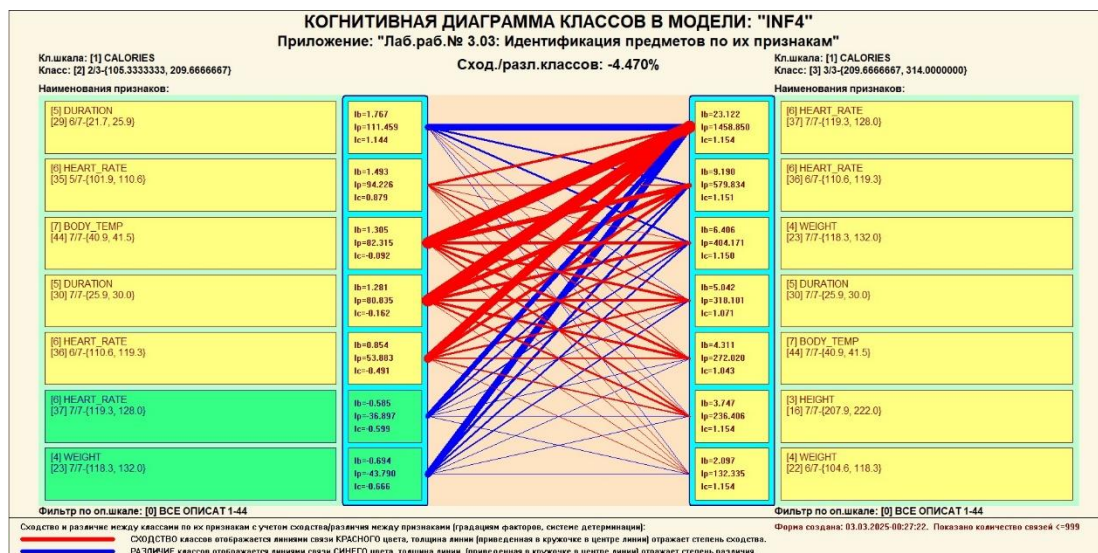 КОГНИТИВНАЯ ДИАГРАММА КЛАССОВ В МОДЕЛИ: "INF4"
Приложение: "Лаб.раб.№ 3.03: Идентификация предметов по их признакам"
Кл.шкала: [1] CALORIES
Класс: [2] 2/3-{105.3333333, 209.6666667}
Сход./разл.классов: -4.470%
Кл.шкала: [1] CALORIES
Класс: [3] 3/3-{209.6666667, 314.0000000}
Наименования признаков:
[5] DURATION
[29] 6/7-{21.7, 25.9}
[6] HEART_RATE
[35] 5/7-{101.9, 110.6}
[7] BODY_TEMP
[44] 7/7-{40.9, 41.5}
[5] DURATION
[30] 7/7-{25.9, 30.0}
[6] HEART_RATE
[36] 6/7-{110.6, 119.3}
[6] HEART_RATE
[37] 7/7-{119.3, 128.0}
[4] WEIGHT
[23] 7/7-{118.3, 132.0}
Фильтр по оп.шкале: [0] ВСЕ ОПИСАТ 1-44
Ib=1.767
Ip=111.459
Ic=1.144
Ib=1.493
Ip=94.226
Ic=0.879
Ib=1.305
Ip=82.315
Ic=-0.092
Ib=1.281
Ip=80.835
Ic=-0.162
Ib=0.854
Ip=53.883
Ic=-0.491
Ib=-0.585
Ip=-36.897
Ic=-0.599
Ib=-0.694
Ip=-43.790
Ic=-0.666
Ib=23.122
Ip=1458.850
Ic=1.154
Ib=9.190
Ip=579.834
Ic=1.151
Ib=6.406
Ip=404.171
Ic=1.150
Ib=5.042
Ip=318.101
Ic=1.071
Ib=4.311
Ip=272.020
Ic=1.043
Ib=3.747
Ip=236.406
Ic=1.154
Ib=2.097
Ip=132.335
Ic=1.154
Наименования признаков:
[6] HEART_RATE
[37] 7/7-{119.3, 128.0}
[6] HEART_RATE
[36] 6/7-{110.6, 119.3}
[4] WEIGHT
[23] 7/7-{118.3, 132.0}
[5] DURATION
[30] 7/7-{25.9, 30.0}
[7] BODY_TEMP
[44] 7/7-{40.9, 41.5}
[3] HEIGHT
[16] 7/7-{207.9, 222.0}
[4] WEIGHT
[22] 6/7-{104.6, 118.3}
Фильтр по оп.шкале: [0] ВСЕ ОПИСАТ 1-44
Сходство и различие между классами по их признакам с учетом сходства/различия между признаками (градациям факторов, системе детерминации):
Форма создана: 03.03.2025-00:27:22. Показано количество связей <=999
СХОДСТВО классов отображается линиями связи КРАСНОГО цвета, толщина линии (приведенная в кружочке в центре линии) отражает степень сходства.
РАЗЛИЧИЕ классов отображается линиями связи СИНЕГО цвета, толщина линии, (приведенная в кружочке в центре линии) отражает степень различия.